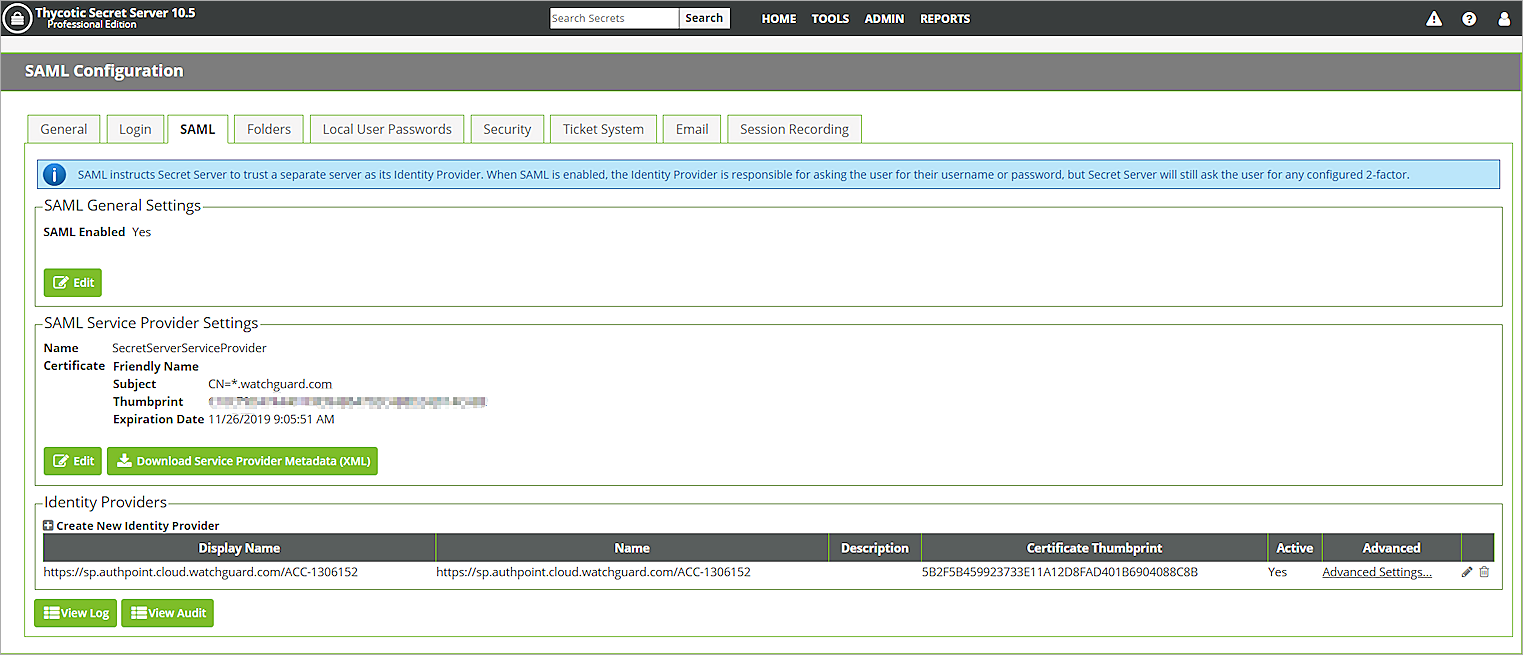 Thycotic Secret Server 10.5
Professional Edition
Search Secrets Search HOME TOOLS ADMIN REPORTS
SAML Configuration
General Login SAML Folders Local User Passwords Security Ticket System Email Session Recording
SAML instructs Secret Server to trust a separate server as its Identity Provider. When SAML is enabled, the Identity Provider is responsible for asking the user for their username or password, but Secret Server will still ask the user for any configured 2-factor.
SAML General Settings
SAML Enabled Yes
Edit
SAML Service Provider Settings
Name SecretServerServiceProvider
Certificate Friendly Name
Subject CN=*.watchguard.com
Thumbprint
Expiration Date 11/26/2019 9:05:51 AM
Edit Download Service Provider Metadata (XML)
Identity Providers
Create New Identity Provider
Display Name Name Description Certificate Thumbprint Active Advanced
https://sp.authpoint.cloud.watchguard.com/ACC-1306152 https://sp.authpoint.cloud.watchguard.com/ACC-1306152 5B2F5B459923733E11A12D8FAD401B6904088C8B Yes Advanced Settings...
View Log View Audit